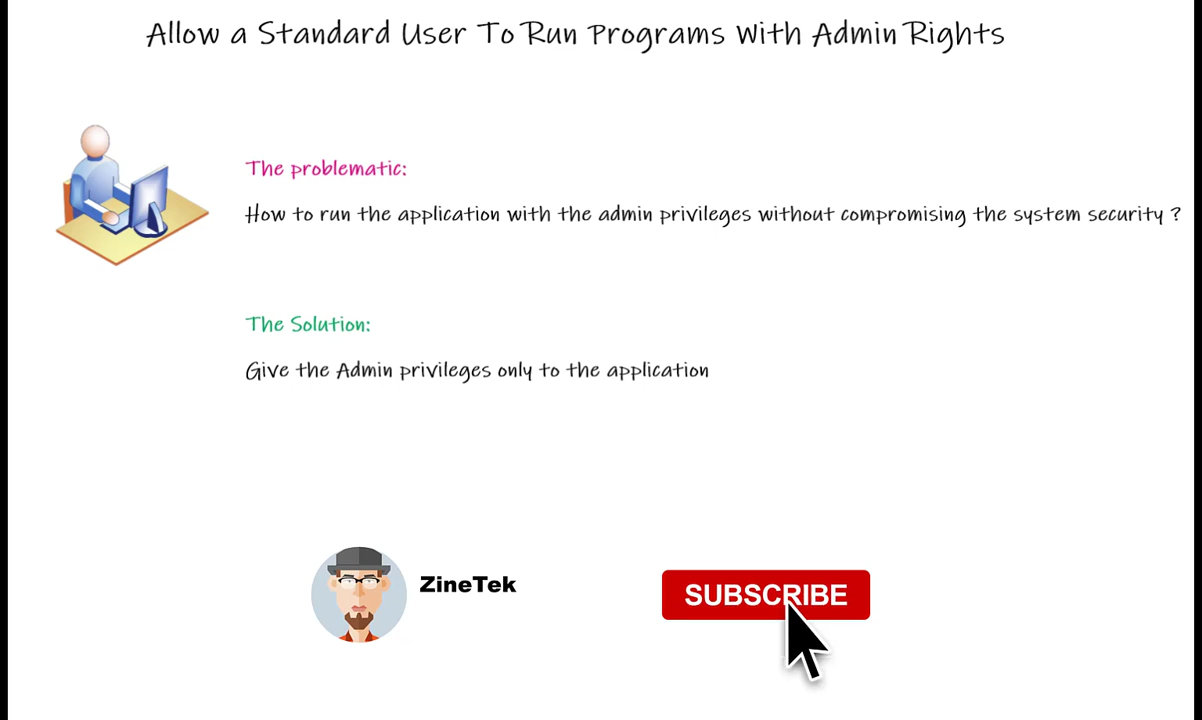 Allow a Standard User To Run Programs With Admin Rights
The problematic:
How to run the application with the admin privileges without compromising the system security ?
The Solution:
Give the Admin privileges only to the application
ZineTek
SUBSCRIBE